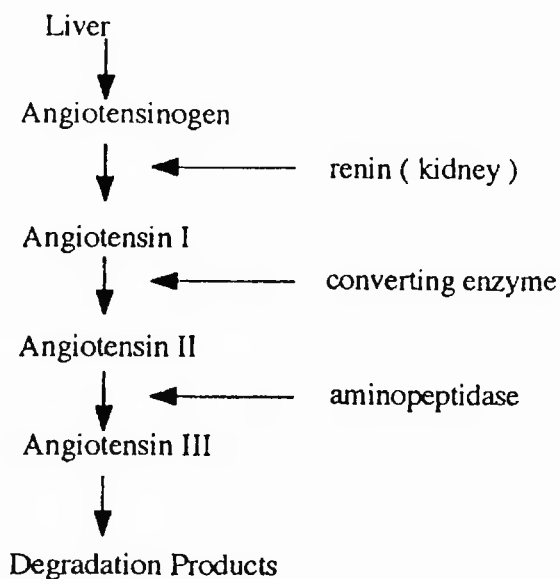 Liver
Angiotensinogen
renin ( kidney )
Angiotensin I
converting enzyme
Angiotensin II
aminopeptidase
Angiotensin III
Degradation Products